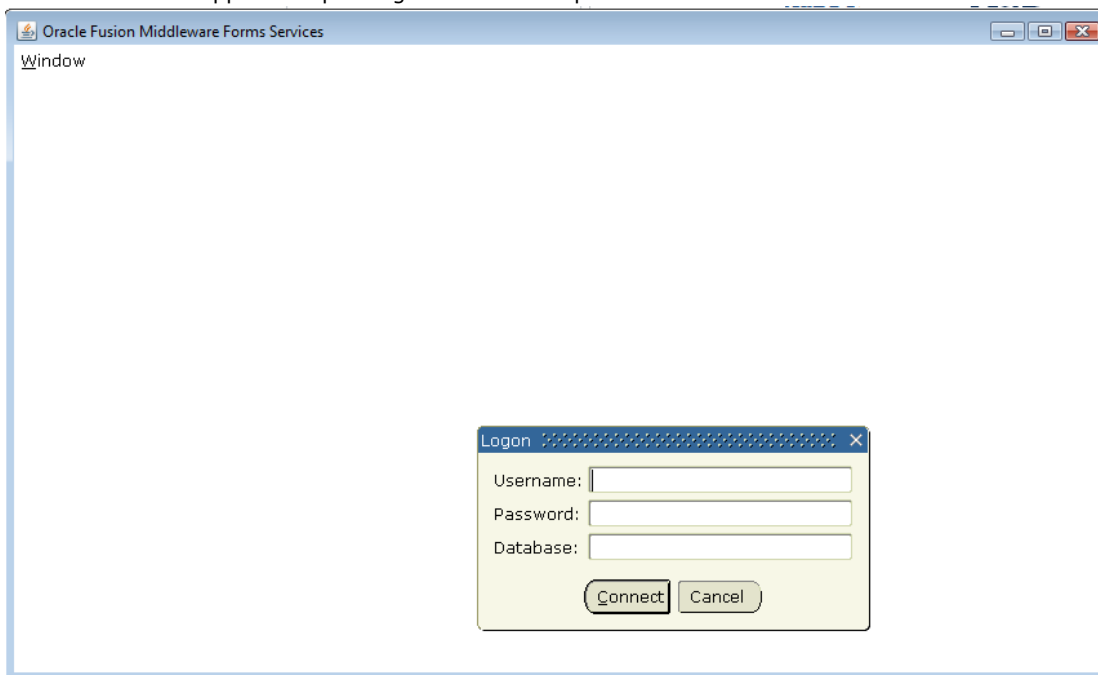 Oracle Fusion Middleware Forms Services
Window
Logon
Username:
Password:
Database:
Connect Cancel